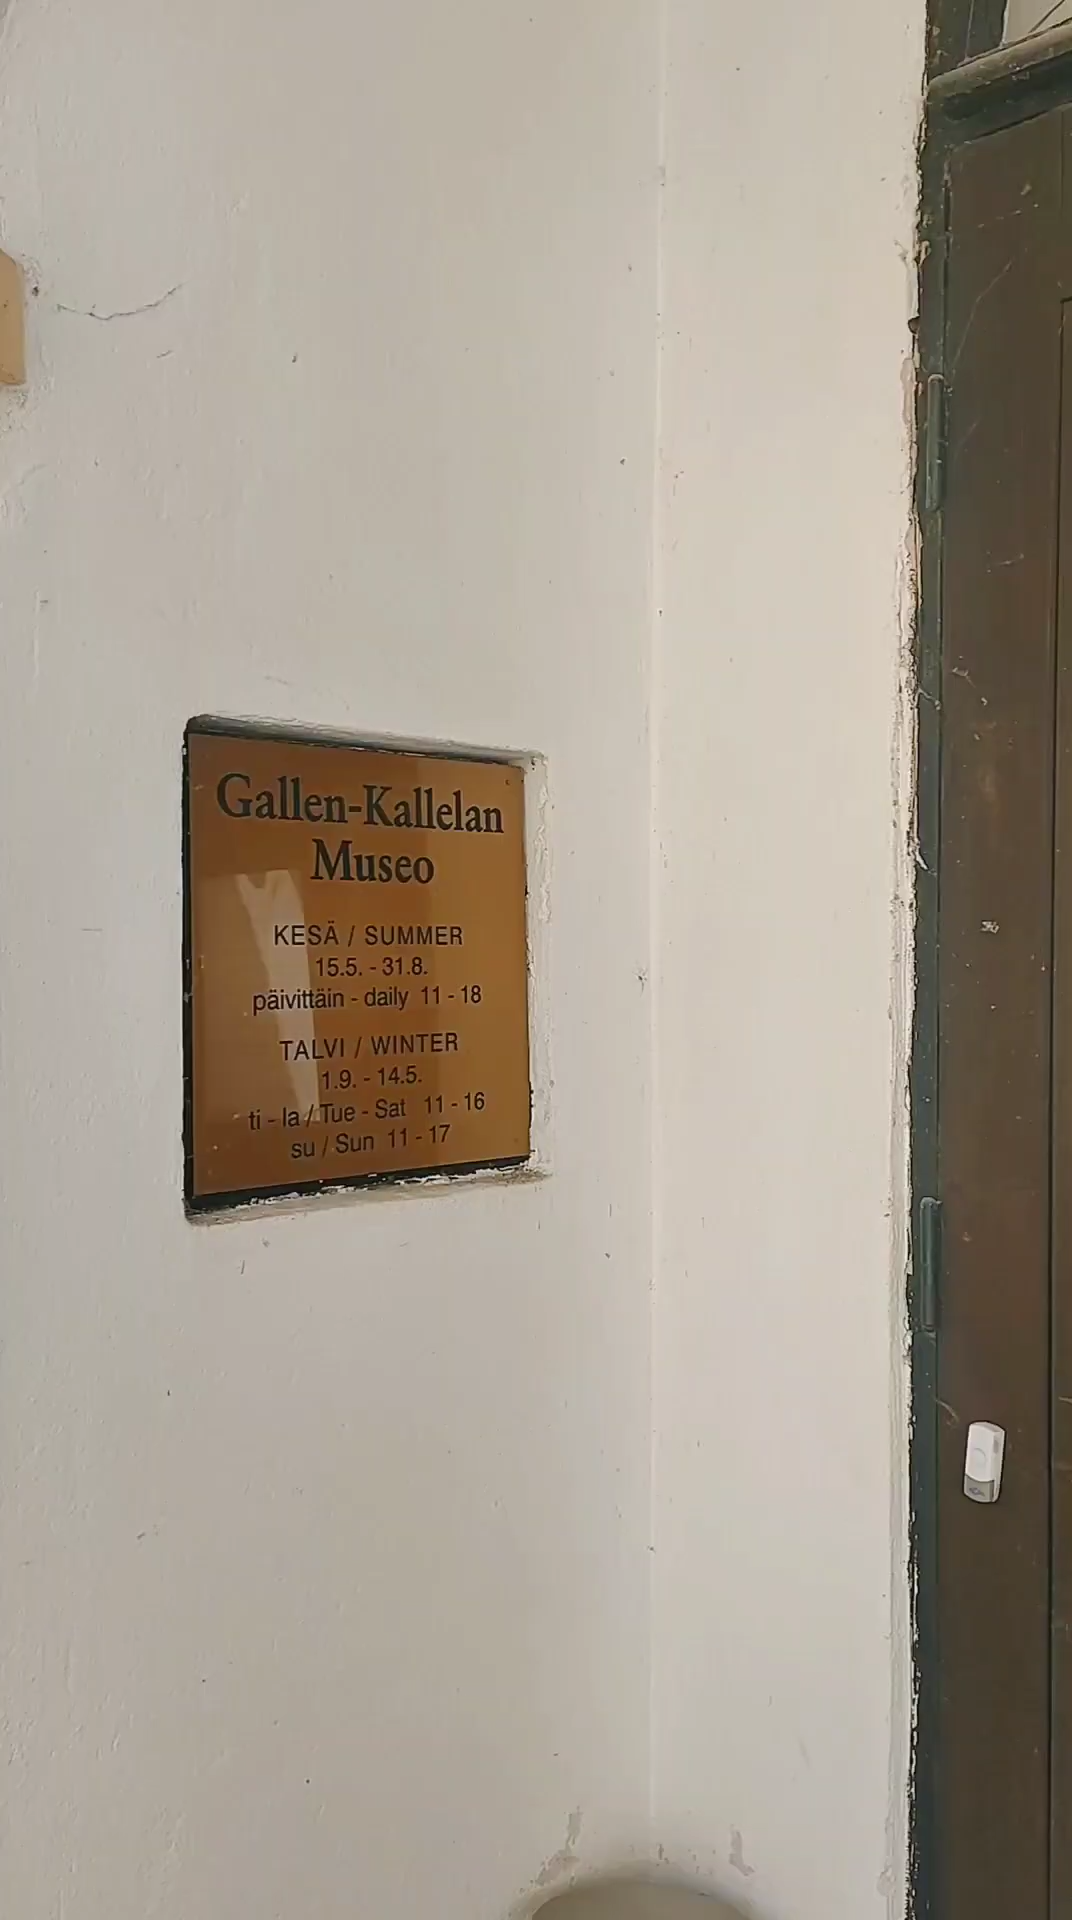 Gallen-Kallelan
Museo
KESÄ / SUMMER
15.5. - 31.8.
päivittäin - daily 11 - 18
TALVI / WINTER
1.9. - 14.5.
ti - la / Tue - Sat 11 - 16
su / Sun 11 - 17